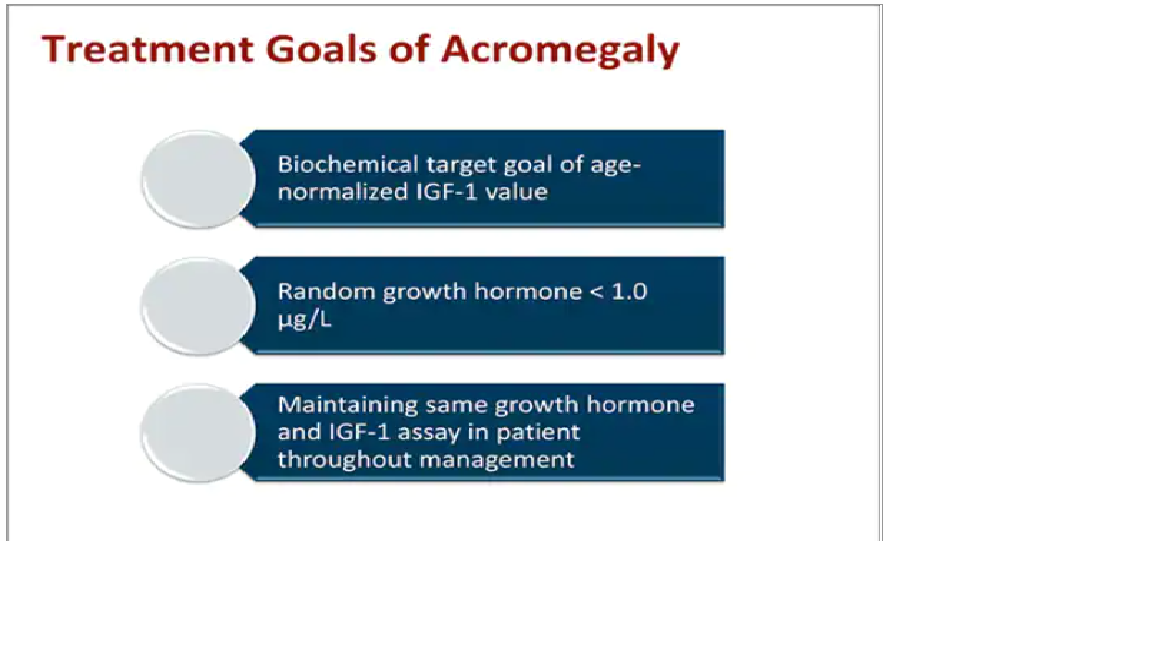 Treatment Goals of Acromegaly
Biochemical target goal of age-
normalized IGF-1 value
Random growth hormone < 1.0
µg/L
Maintaining same growth hormone
and IGF-1 assay in patient
throughout management